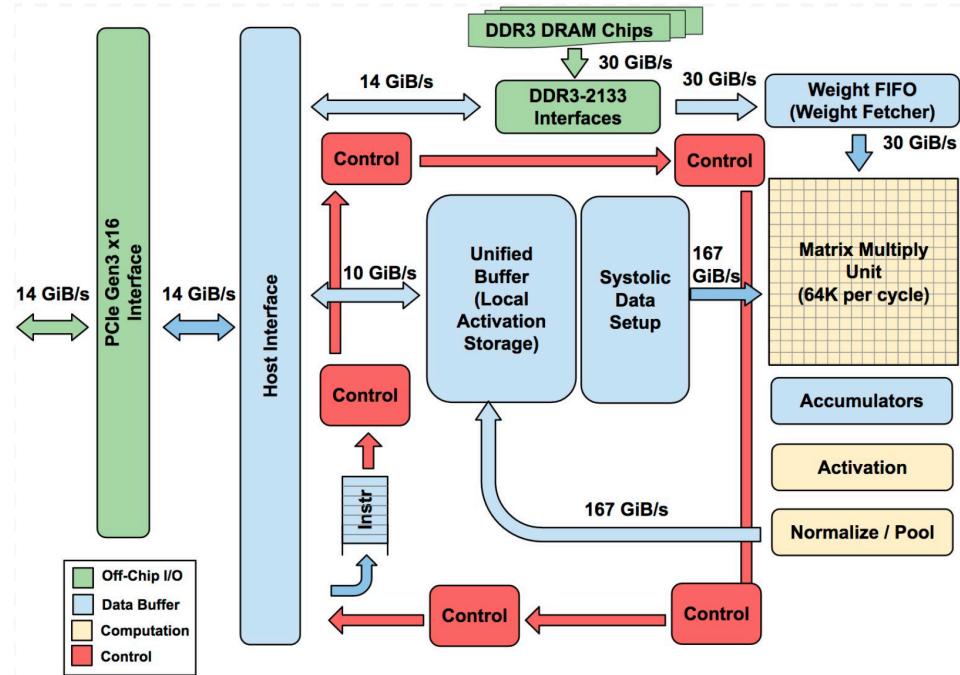 DDR3 DRAM Chips
30 GiB/s
14 GiB/s
DDR3-2133
Interfaces
30 GiB/s
Weight FIFO
(Weight Fetcher)
30 GiB/s
Control
Control
PCIe Gen3 x16
Interface
Host Interface
14 GiB/s
14 GiB/s
10 GiB/s
Unified
Buffer
(Local
Activation
Storage)
Systolic
Data
Setup
167
GiB/s
Matrix Multiply
Unit
(64K per cycle)
Control
Accumulators
Activation
Instr
167 GiB/s
Normalize / Pool
Control
Control
Off-Chip I/O
Data Buffer
Computation
Control